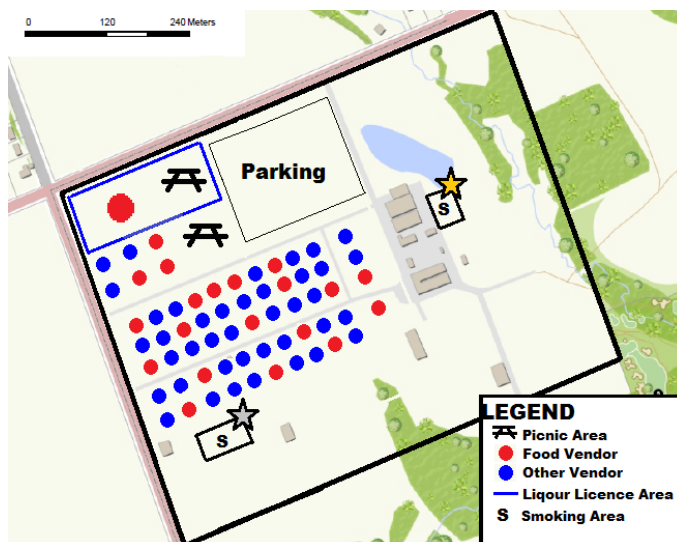 0 120 240 Meters
Parking
S
S
LEGEND
Picnic Area
Food Vendor
Other Vendor
Liqour Licence Area
S Smoking Area